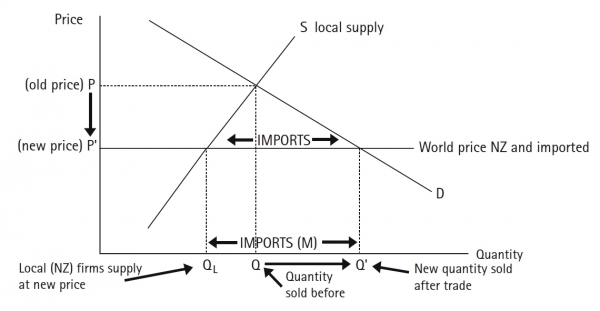 Price
S local supply
(old price) P
IMPORTS
(new price) P'
World price NZ and imported
D
IMPORTS (M)
Quantity
Local (NZ) firms supply
at new price
QL
Q
Quantity
sold before
Q'
New quantity sold
after trade